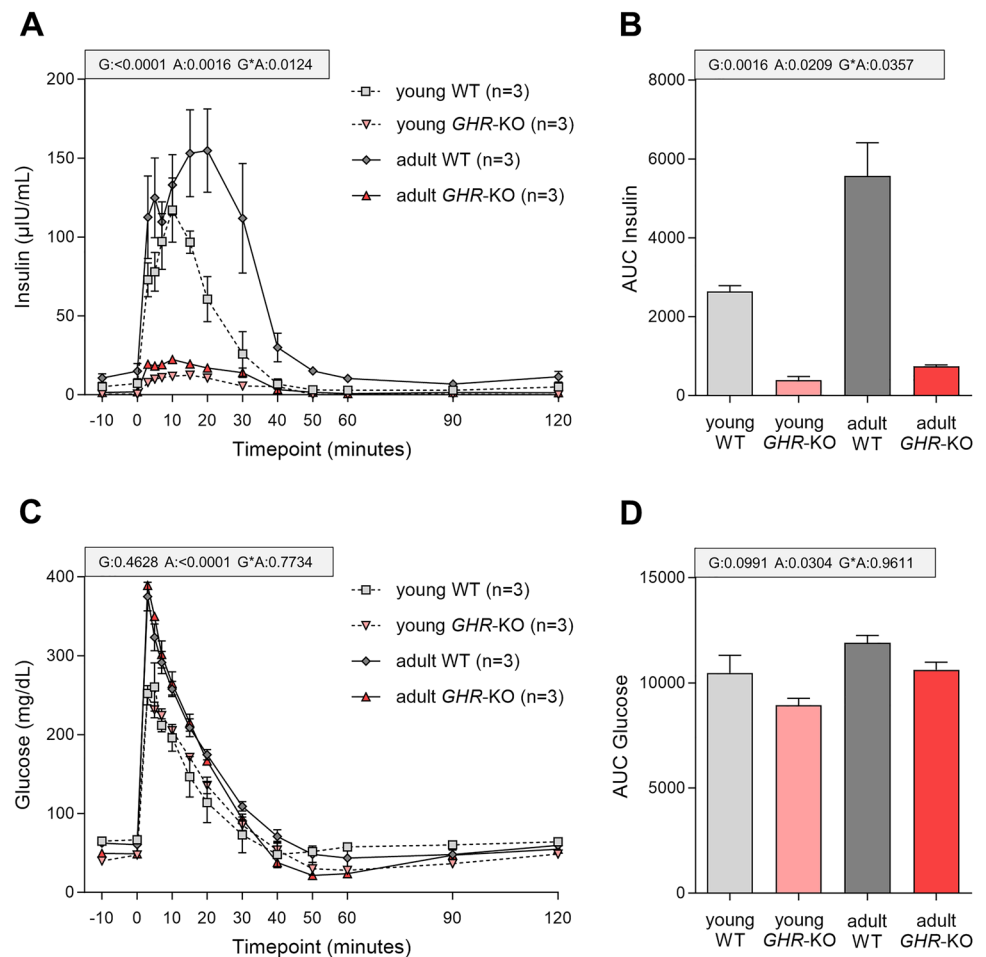 A
G:<0.0001 A:0.0016 G*A:0.0124
200
150
100
50
0
Insulin (µIU/mL)
-10 0 10 20 30 40 50 60 90 120
Timepoint (minutes)
young WT (n=3)
young GHR-KO (n=3)
adult WT (n=3)
adult GHR-KO (n=3)
B
G:0.0016 A:0.0209 G*A:0.0357
8000
6000
4000
2000
0
AUC Insulin
young WT
young GHR-KO
adult WT
adult GHR-KO
C
G:0.4628 A:<0.0001 G*A:0.7734
400
300
200
100
0
Glucose (mg/dL)
-10 0 10 20 30 40 50 60 90 120
Timepoint (minutes)
young WT (n=3)
young GHR-KO (n=3)
adult WT (n=3)
adult GHR-KO (n=3)
D
G:0.0991 A:0.0304 G*A:0.9611
15000
10000
5000
0
AUC Glucose
young WT
young GHR-KO
adult WT
adult GHR-KO